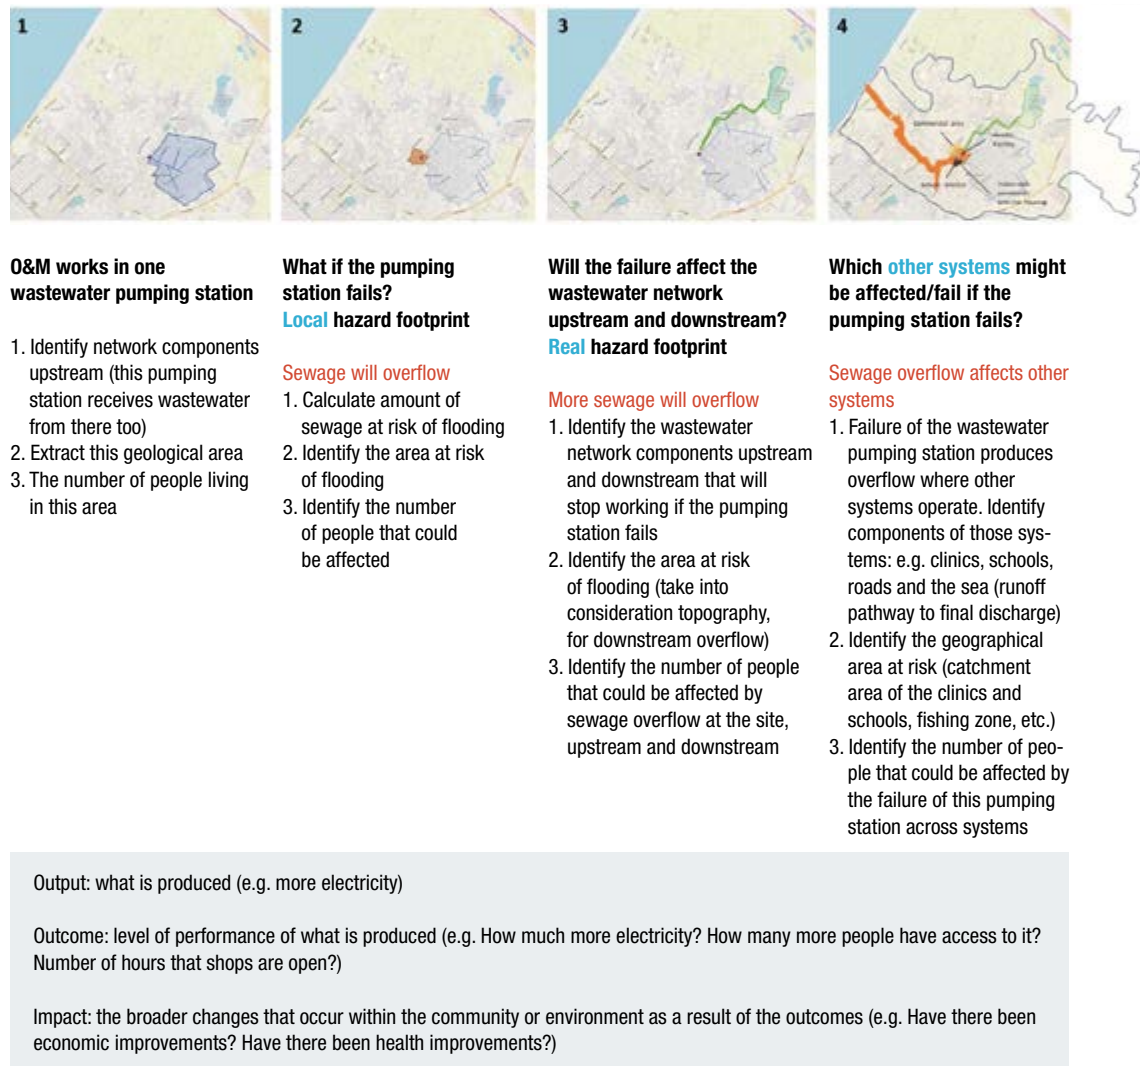 1
2
3
4
O&M works in one
wastewater pumping station
1. Identify network components
upstream (this pumping
station receives wastewater
from there too)
2. Extract this geological area
3. The number of people living
in this area
What if the pumping
station fails?
Local hazard footprint
Sewage will overflow
1. Calculate amount of
sewage at risk of flooding
2. Identify the area at risk
of flooding
3. Identify the number
of people that could
be affected
Will the failure affect the
wastewater network
upstream and downstream?
Real hazard footprint
More sewage will overflow
1. Identify the wastewater
network components upstream
and downstream that will
stop working if the pumping
station fails
2. Identify the area at risk
of flooding (take into
consideration topography,
for downstream overflow)
3. Identify the number of people
that could be affected by
sewage overflow at the site,
upstream and downstream
Which other systems might
be affected/fail if the
pumping station fails?
Sewage overflow affects other
systems
1. Failure of the wastewater
pumping station produces
overflow where other
systems operate. Identify
components of those sys-
tems: e.g. clinics, schools,
roads and the sea (runoff
pathway to final discharge)
2. Identify the geographical
area at risk (catchment
area of the clinics and
schools, fishing zone, etc.)
3. Identify the number of peo-
ple that could be affected by
the failure of this pumping
station across systems
Output: what is produced (e.g. more electricity)
Outcome: level of performance of what is produced (e.g. How much more electricity? How many more people have access to it?
Number of hours that shops are open?)
Impact: the broader changes that occur within the community or environment as a result of the outcomes (e.g. Have there been
economic improvements? Have there been health improvements?)